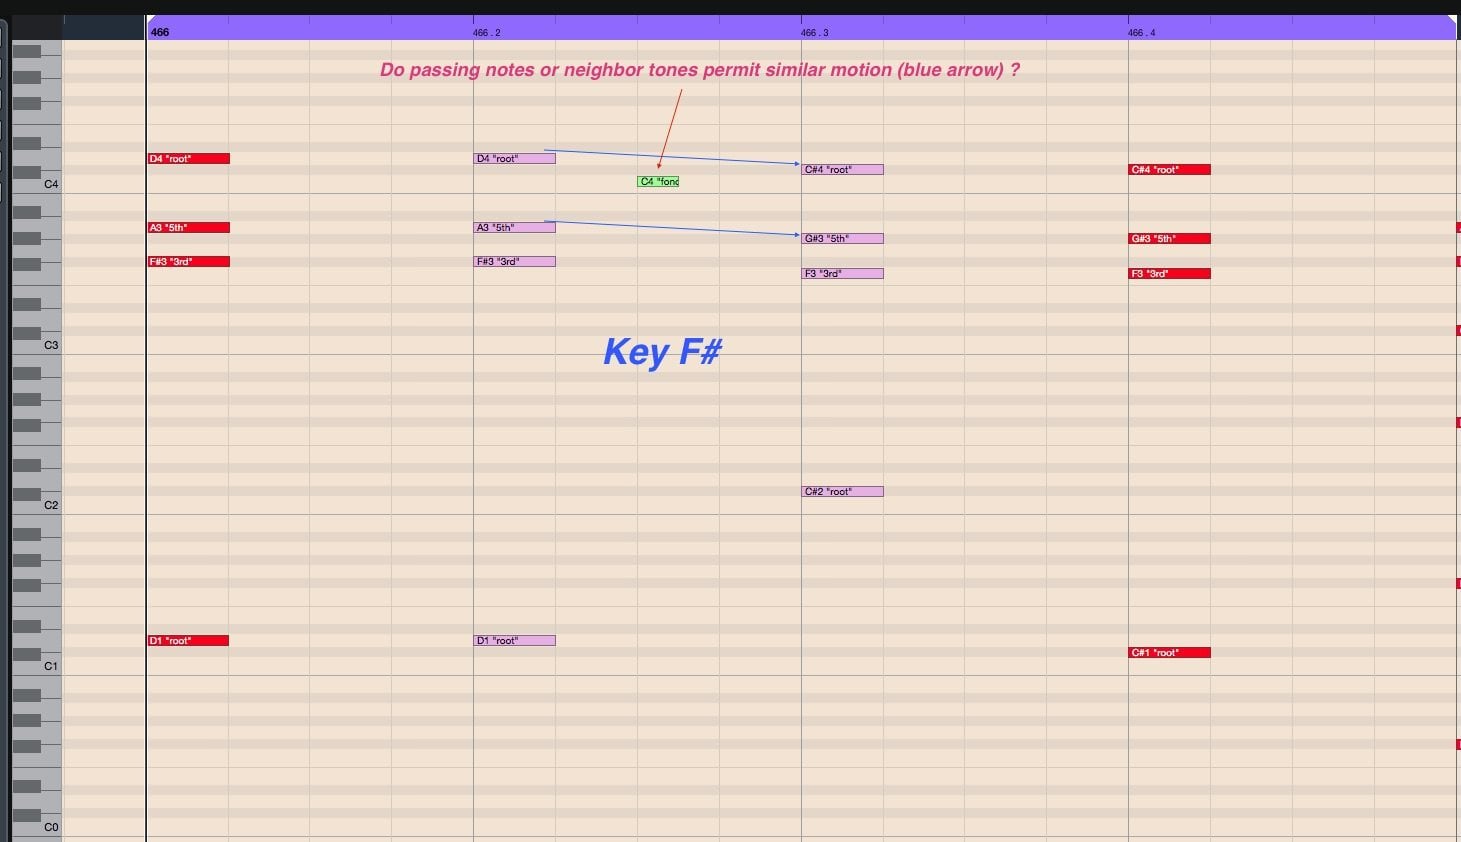 466
466.2
466.3
466.4
Do passing notes or neighbor tones permit similar motion (blue arrow) ?
D4 "root"
D4 "root"
C#4 "root"
C#4 "root"
C4
C4 "fonc
A3 "5th"
A3 "5th"
G#3 "5th"
G#3 "5th"
F#3 "3rd"
F#3 "3rd"
F3 "3rd"
F3 "3rd"
C3
Key F#
C2
C#2 "root"
D1 "root"
D1 "root"
C#1 "root"
C1
C0